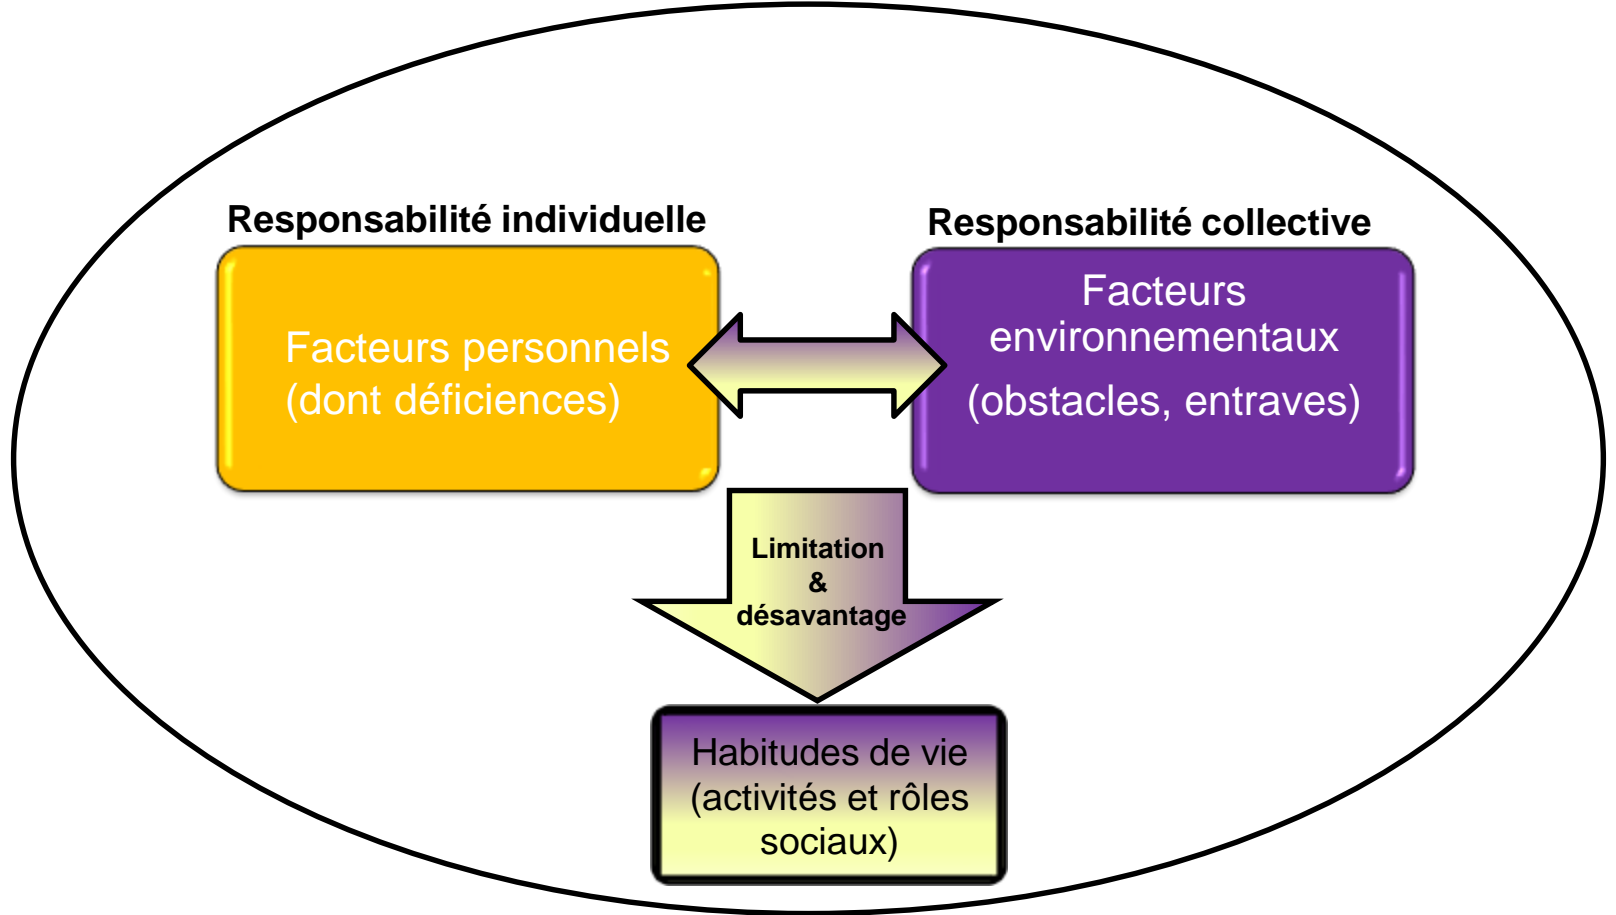 Responsabilité individuelle
Facteurs personnels
(dont déficiences)
Responsabilité collective
Facteurs
environnementaux
(obstacles, entraves)
Limitation
&
désavantage
Habitudes de vie
(activités et rôles
sociaux)